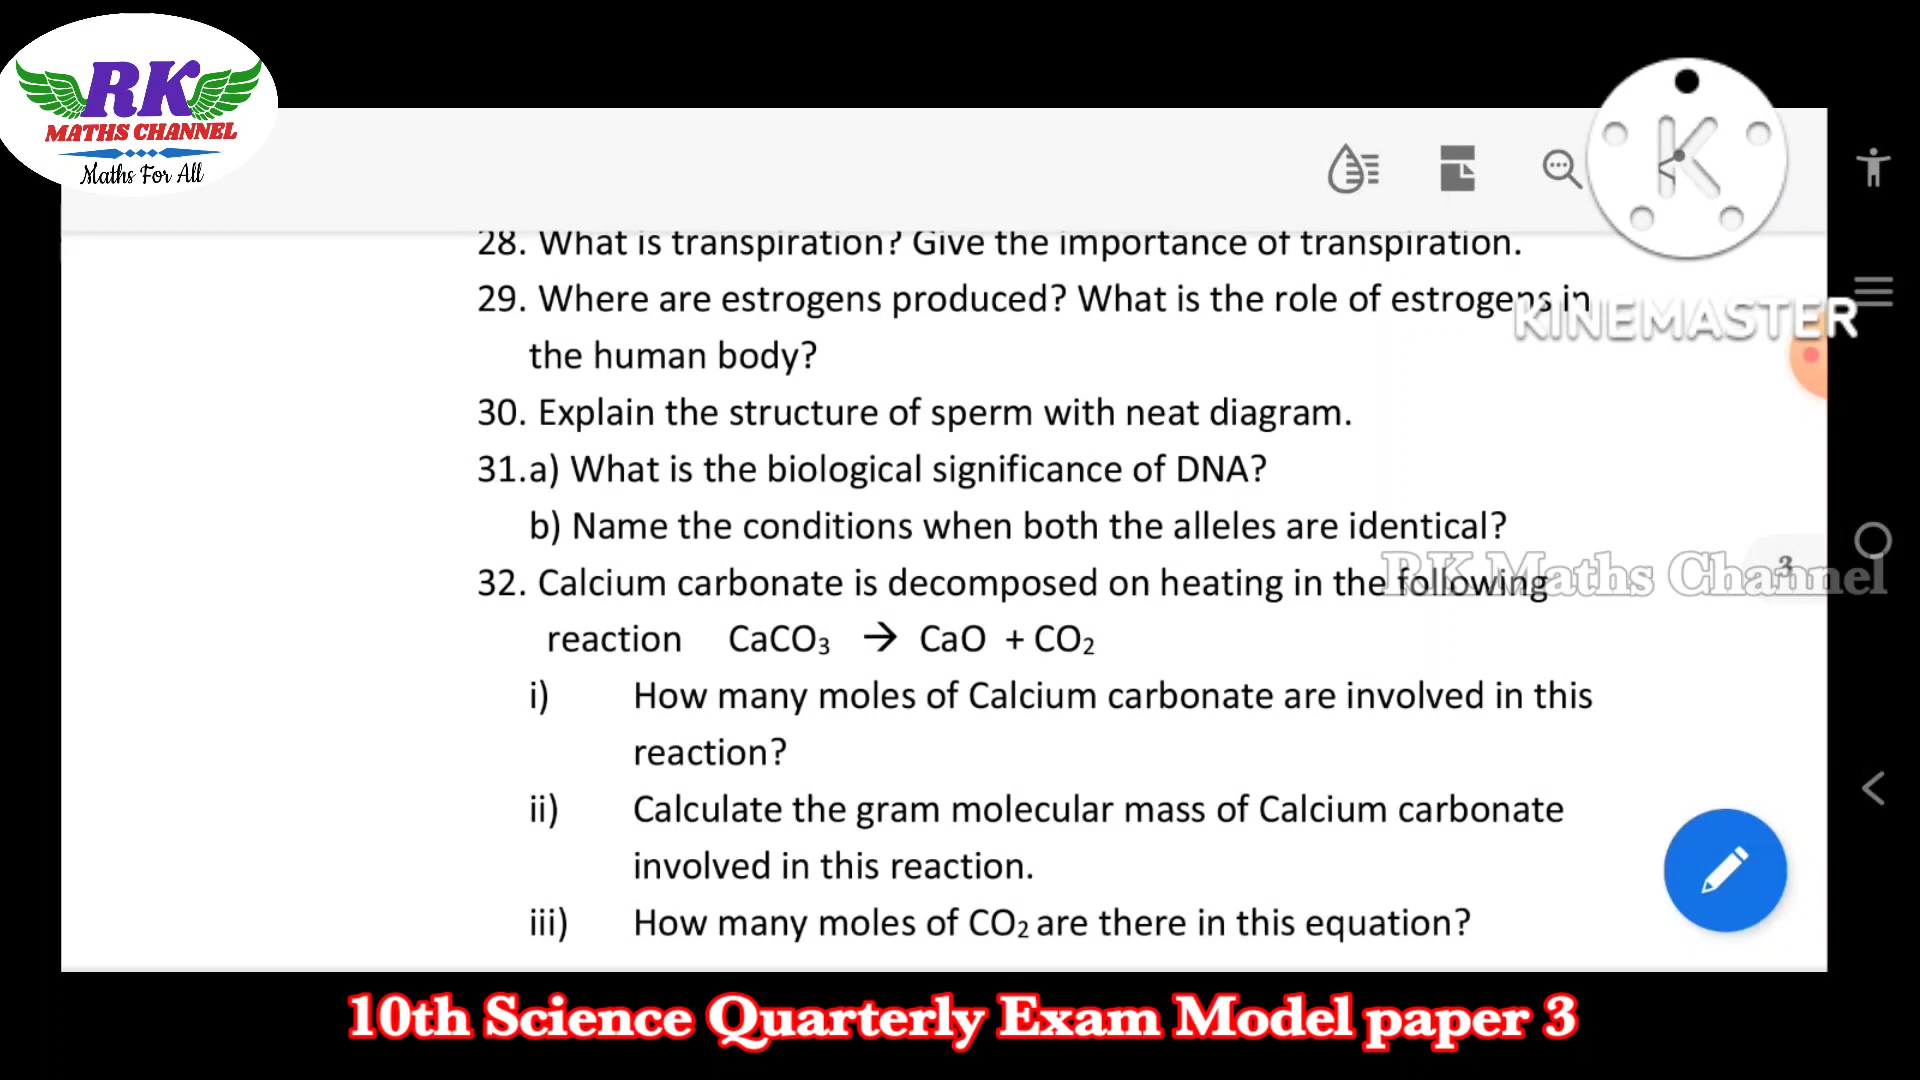 RK
MATHS CHANNEL
Maths For All
K
28. What is transpiration? Give the importance of transpiration.
29. Where are estrogens produced? What is the role of estrogens in
KINEMASTER
the human body?
30. Explain the structure of sperm with neat diagram.
31.a) What is the biological significance of DNA?
b) Name the conditions when both the alleles are identical?
RK Maths Channel
3
32. Calcium carbonate is decomposed on heating in the following
reaction CaCO₃ → CaO + CO₂
i) How many moles of Calcium carbonate are involved in this
reaction?
ii) Calculate the gram molecular mass of Calcium carbonate
involved in this reaction.
iii) How many moles of CO₂ are there in this equation?
10th Science Quarterly Exam Model paper 3